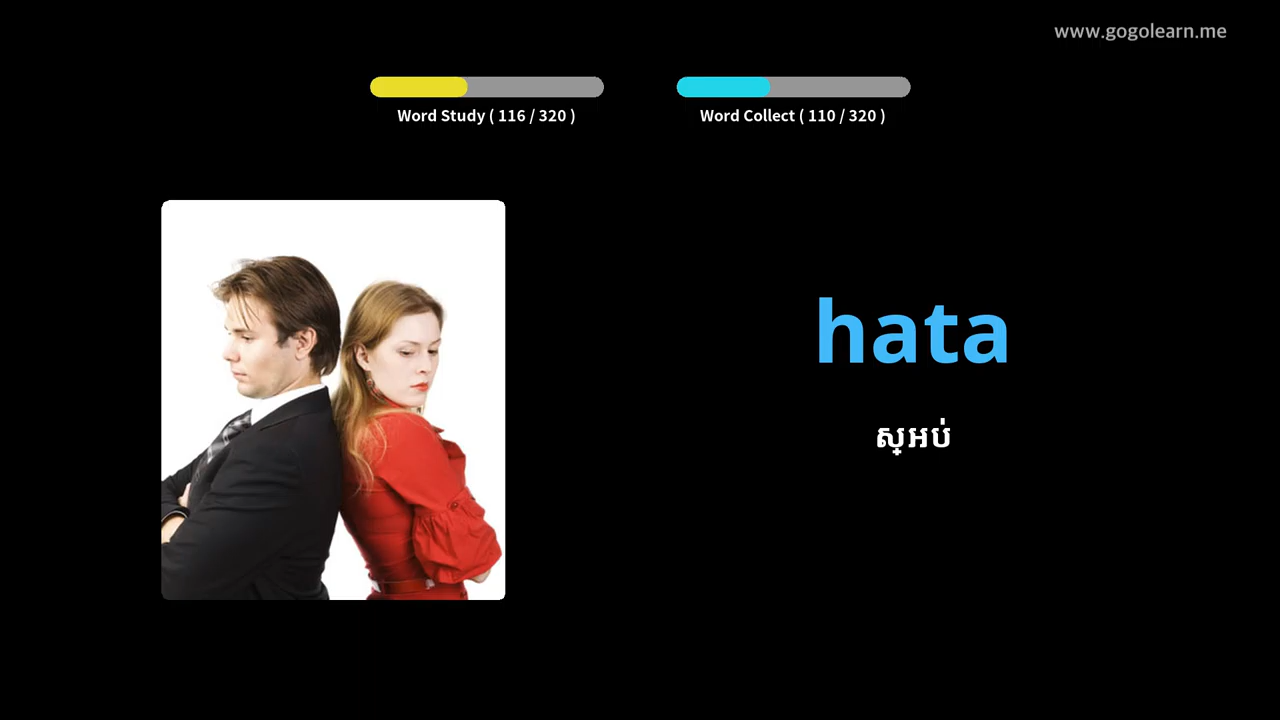 www.gogolearn.me
Word Study ( 116 / 320 )
Word Collect ( 110 / 320 )
hata
ស្អប់